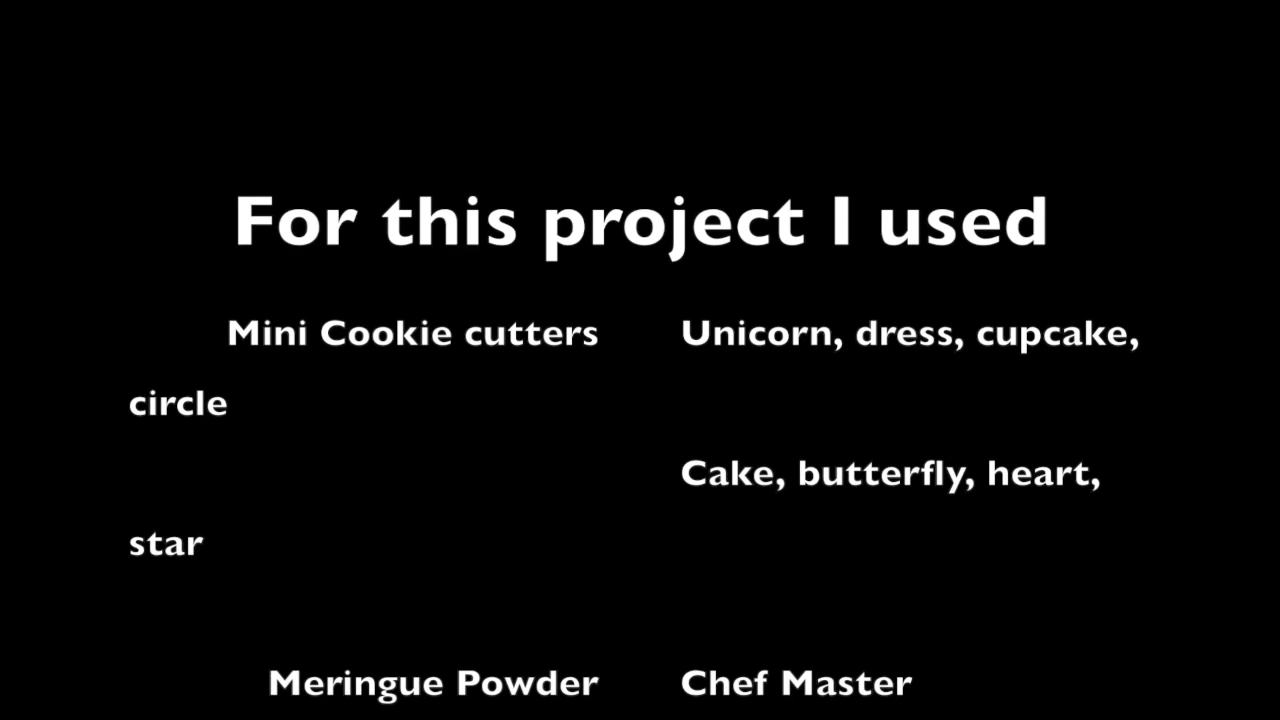 For this project I used
Mini Cookie cutters Unicorn, dress, cupcake,
circle
Cake, butterfly, heart,
star
Meringue Powder Chef Master